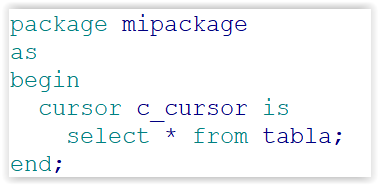 package mipackage
as
begin
  cursor c_cursor is
    select * from tabla;
end;